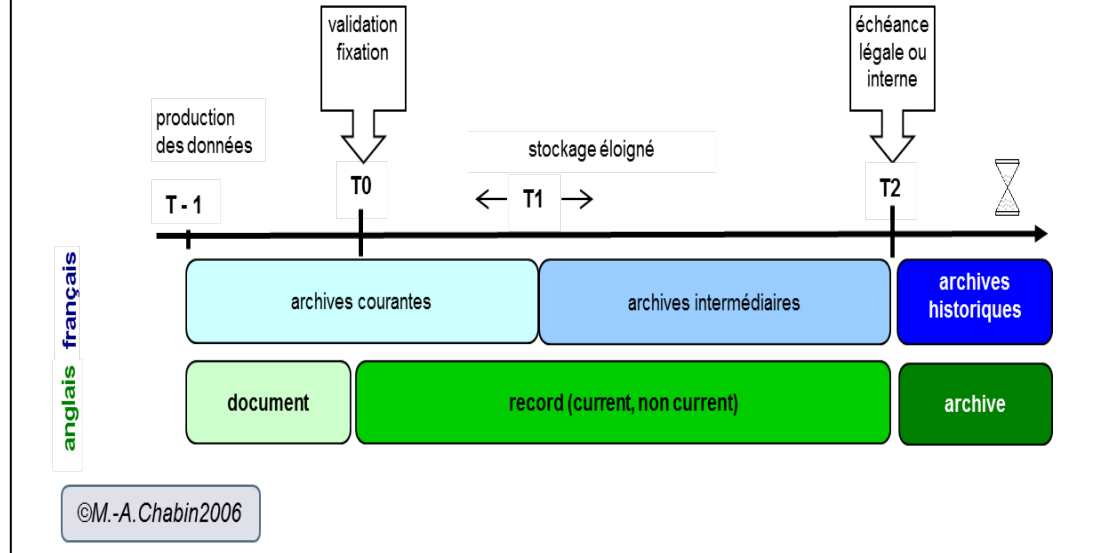 validation
fixation
échéance
légale ou
interne
production
des données
stockage éloigné
T - 1
T0
T1
T2
français
archives courantes
archives intermédiaires
archives
historiques
anglais
document
record (current, non current)
archive
©M.-A.Chabin2006